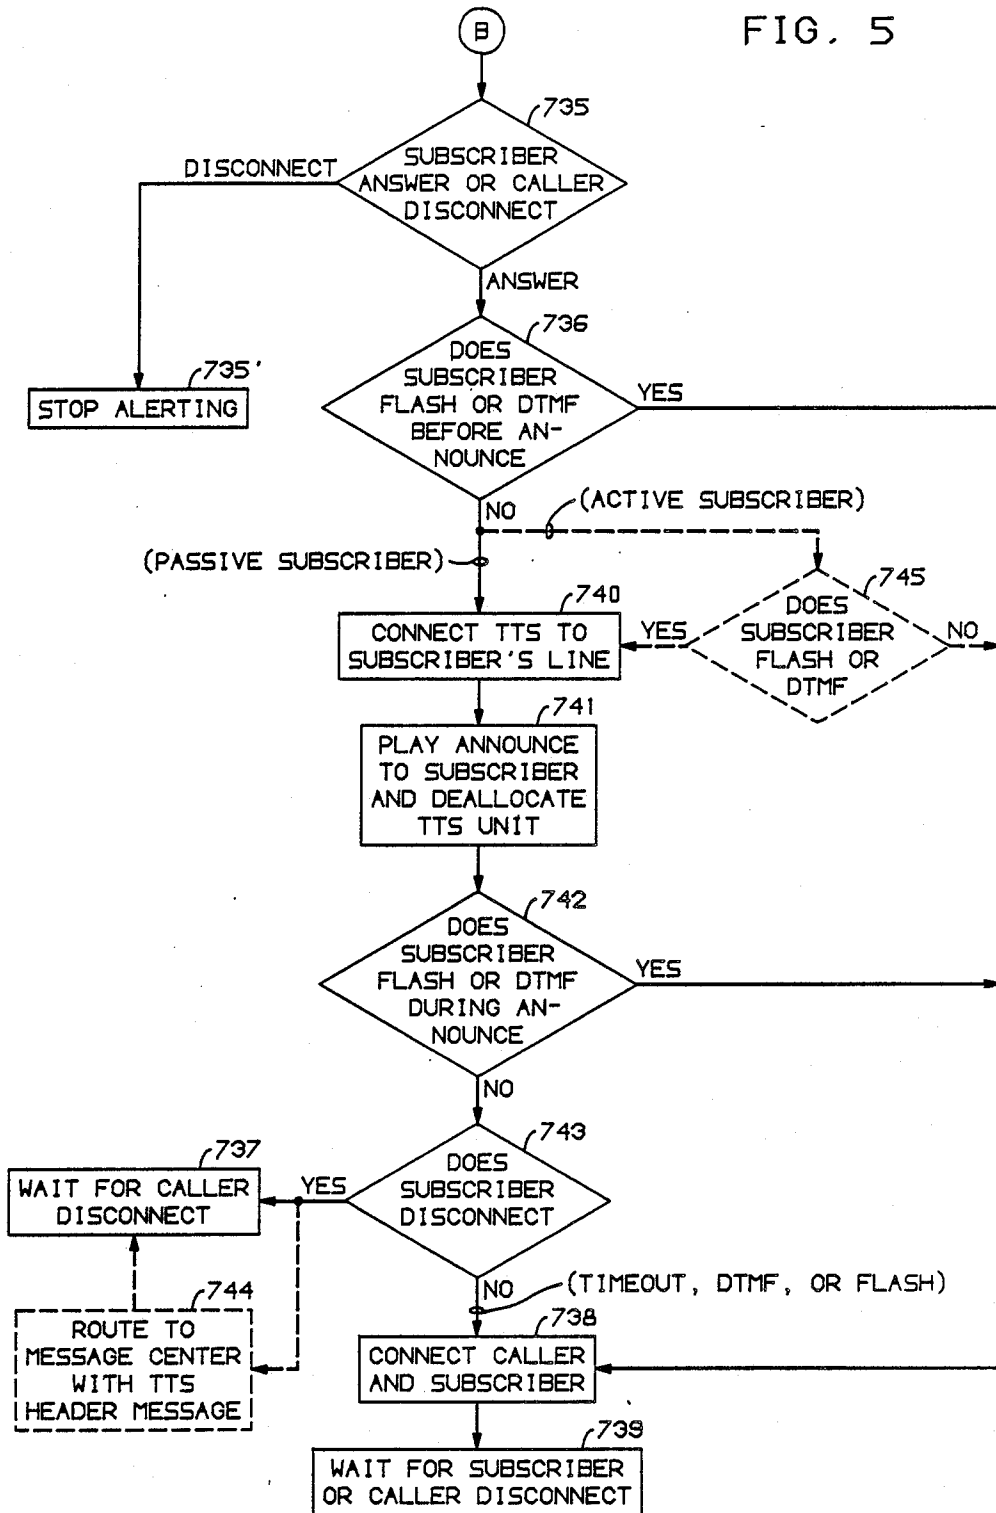 B
FIG. 5
735
SUBSCRIBER
ANSWER OR CALLER
DISCONNECT
DISCONNECT
ANSWER
735'
STOP ALERTING
736
DOES
SUBSCRIBER
FLASH OR DTMF
BEFORE AN-
NOUNCE
YES
NO
(ACTIVE SUBSCRIBER)
(PASSIVE SUBSCRIBER)
745
DOES
SUBSCRIBER
FLASH OR
DTMF
YES
NO
740
CONNECT TTS TO
SUBSCRIBER'S LINE
741
PLAY ANNOUNCE
TO SUBSCRIBER
AND DEALLOCATE
TTS UNIT
742
DOES
SUBSCRIBER
FLASH OR DTMF
DURING AN-
NOUNCE
YES
NO
743
DOES
SUBSCRIBER
DISCONNECT
YES
737
WAIT FOR CALLER
DISCONNECT
744
ROUTE TO
MESSAGE CENTER
WITH TTS
HEADER MESSAGE
NO
(TIMEOUT, DTMF, OR FLASH)
738
CONNECT CALLER
AND SUBSCRIBER
739
WAIT FOR SUBSCRIBER
OR CALLER DISCONNECT